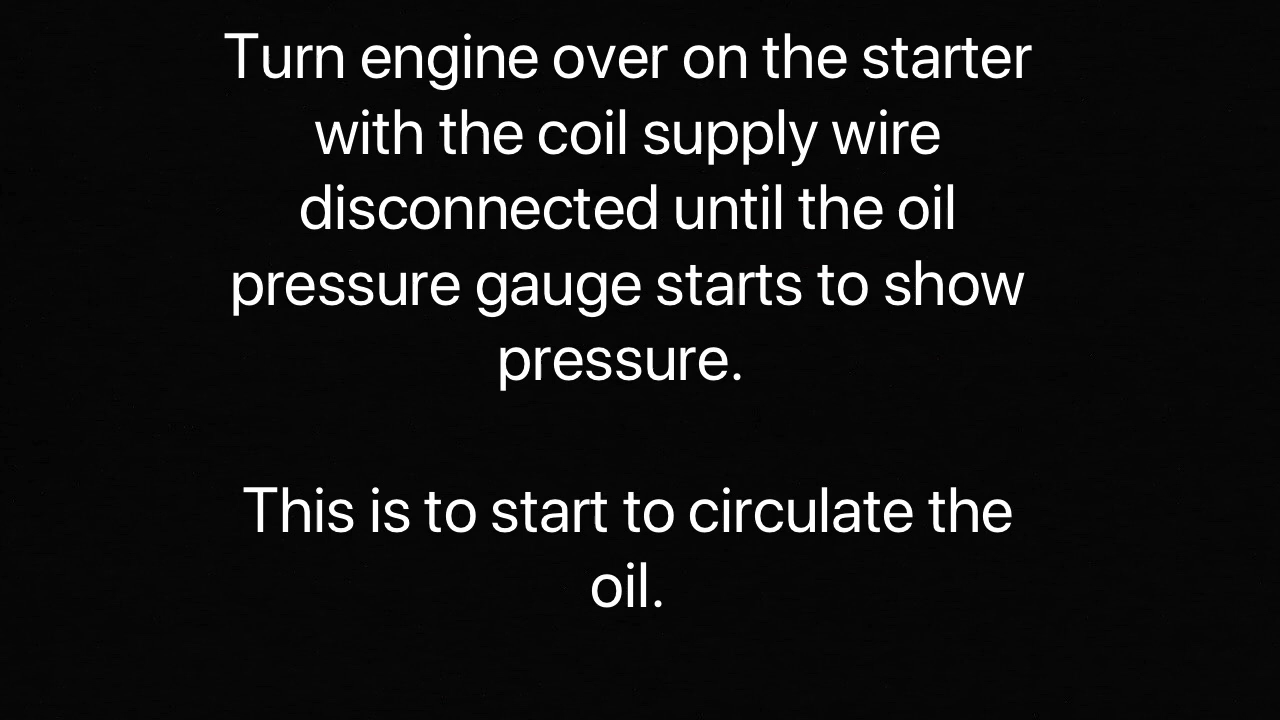 Turn engine over on the starter
with the coil supply wire
disconnected until the oil
pressure gauge starts to show
pressure.
This is to start to circulate the
oil.